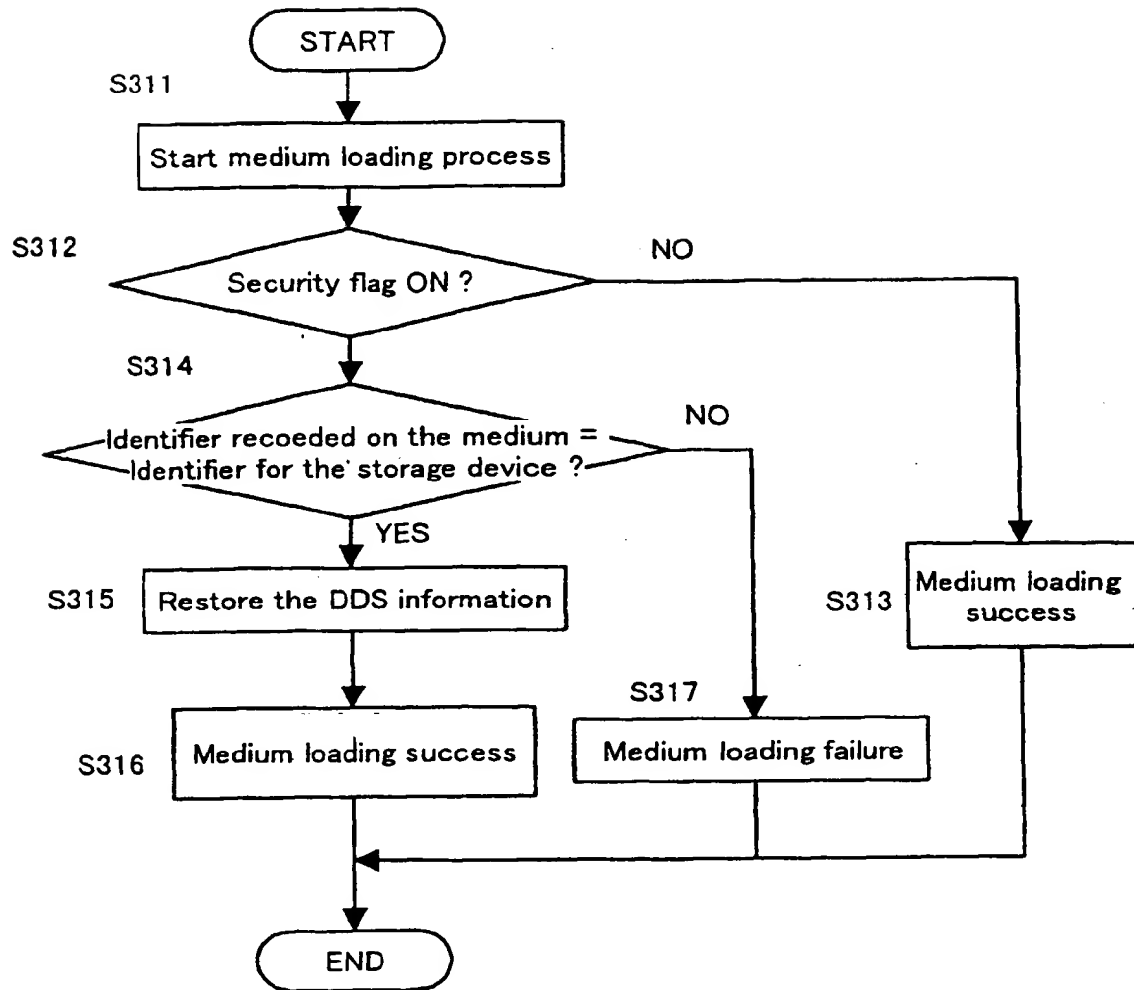 START
S311
Start medium loading process
S312
Security flag ON ?
NO
S314
Identifier recoeded on the medium =
Identifier for the storage device ?
NO
YES
S315
Restore the DDS information
S313
Medium loading
success
S317
S316
Medium loading success
Medium loading failure
END